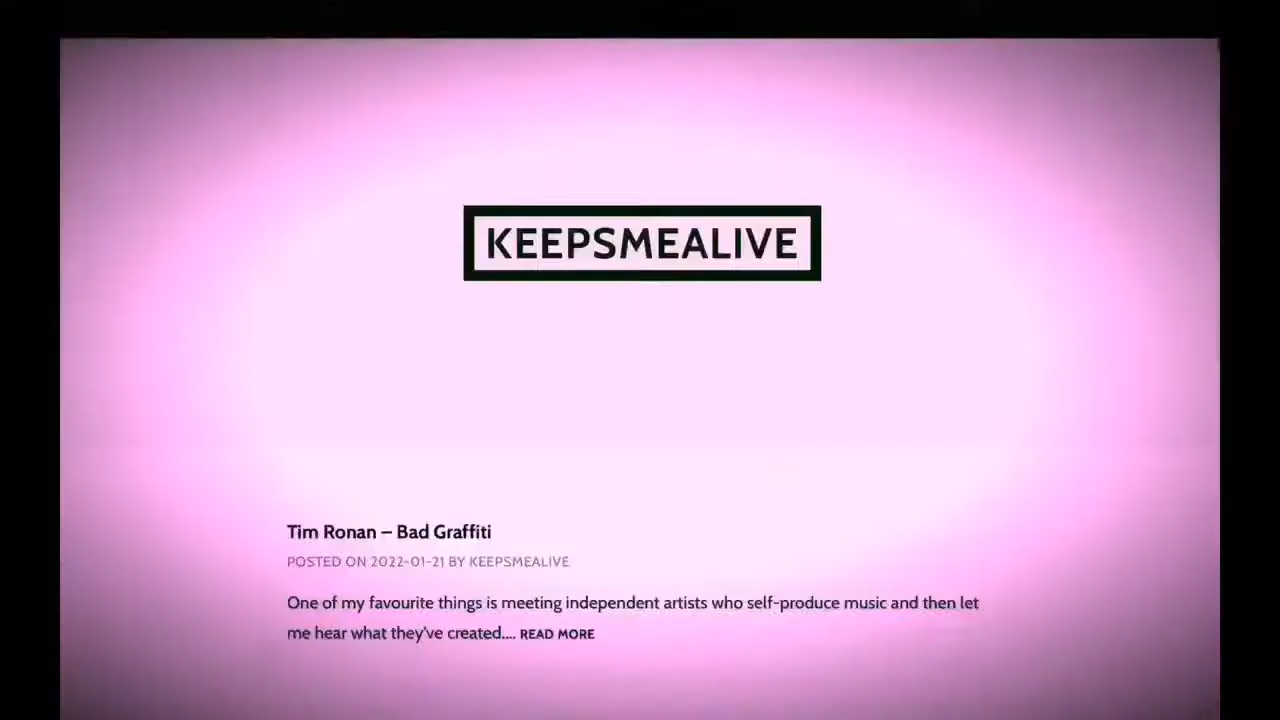 KEEPSMEALIVE
Tim Ronan – Bad Graffiti
POSTED ON 2022-01-21 BY KEEPSMEALIVE
One of my favourite things is meeting independent artists who self-produce music and then let
me hear what they've created.... READ MORE